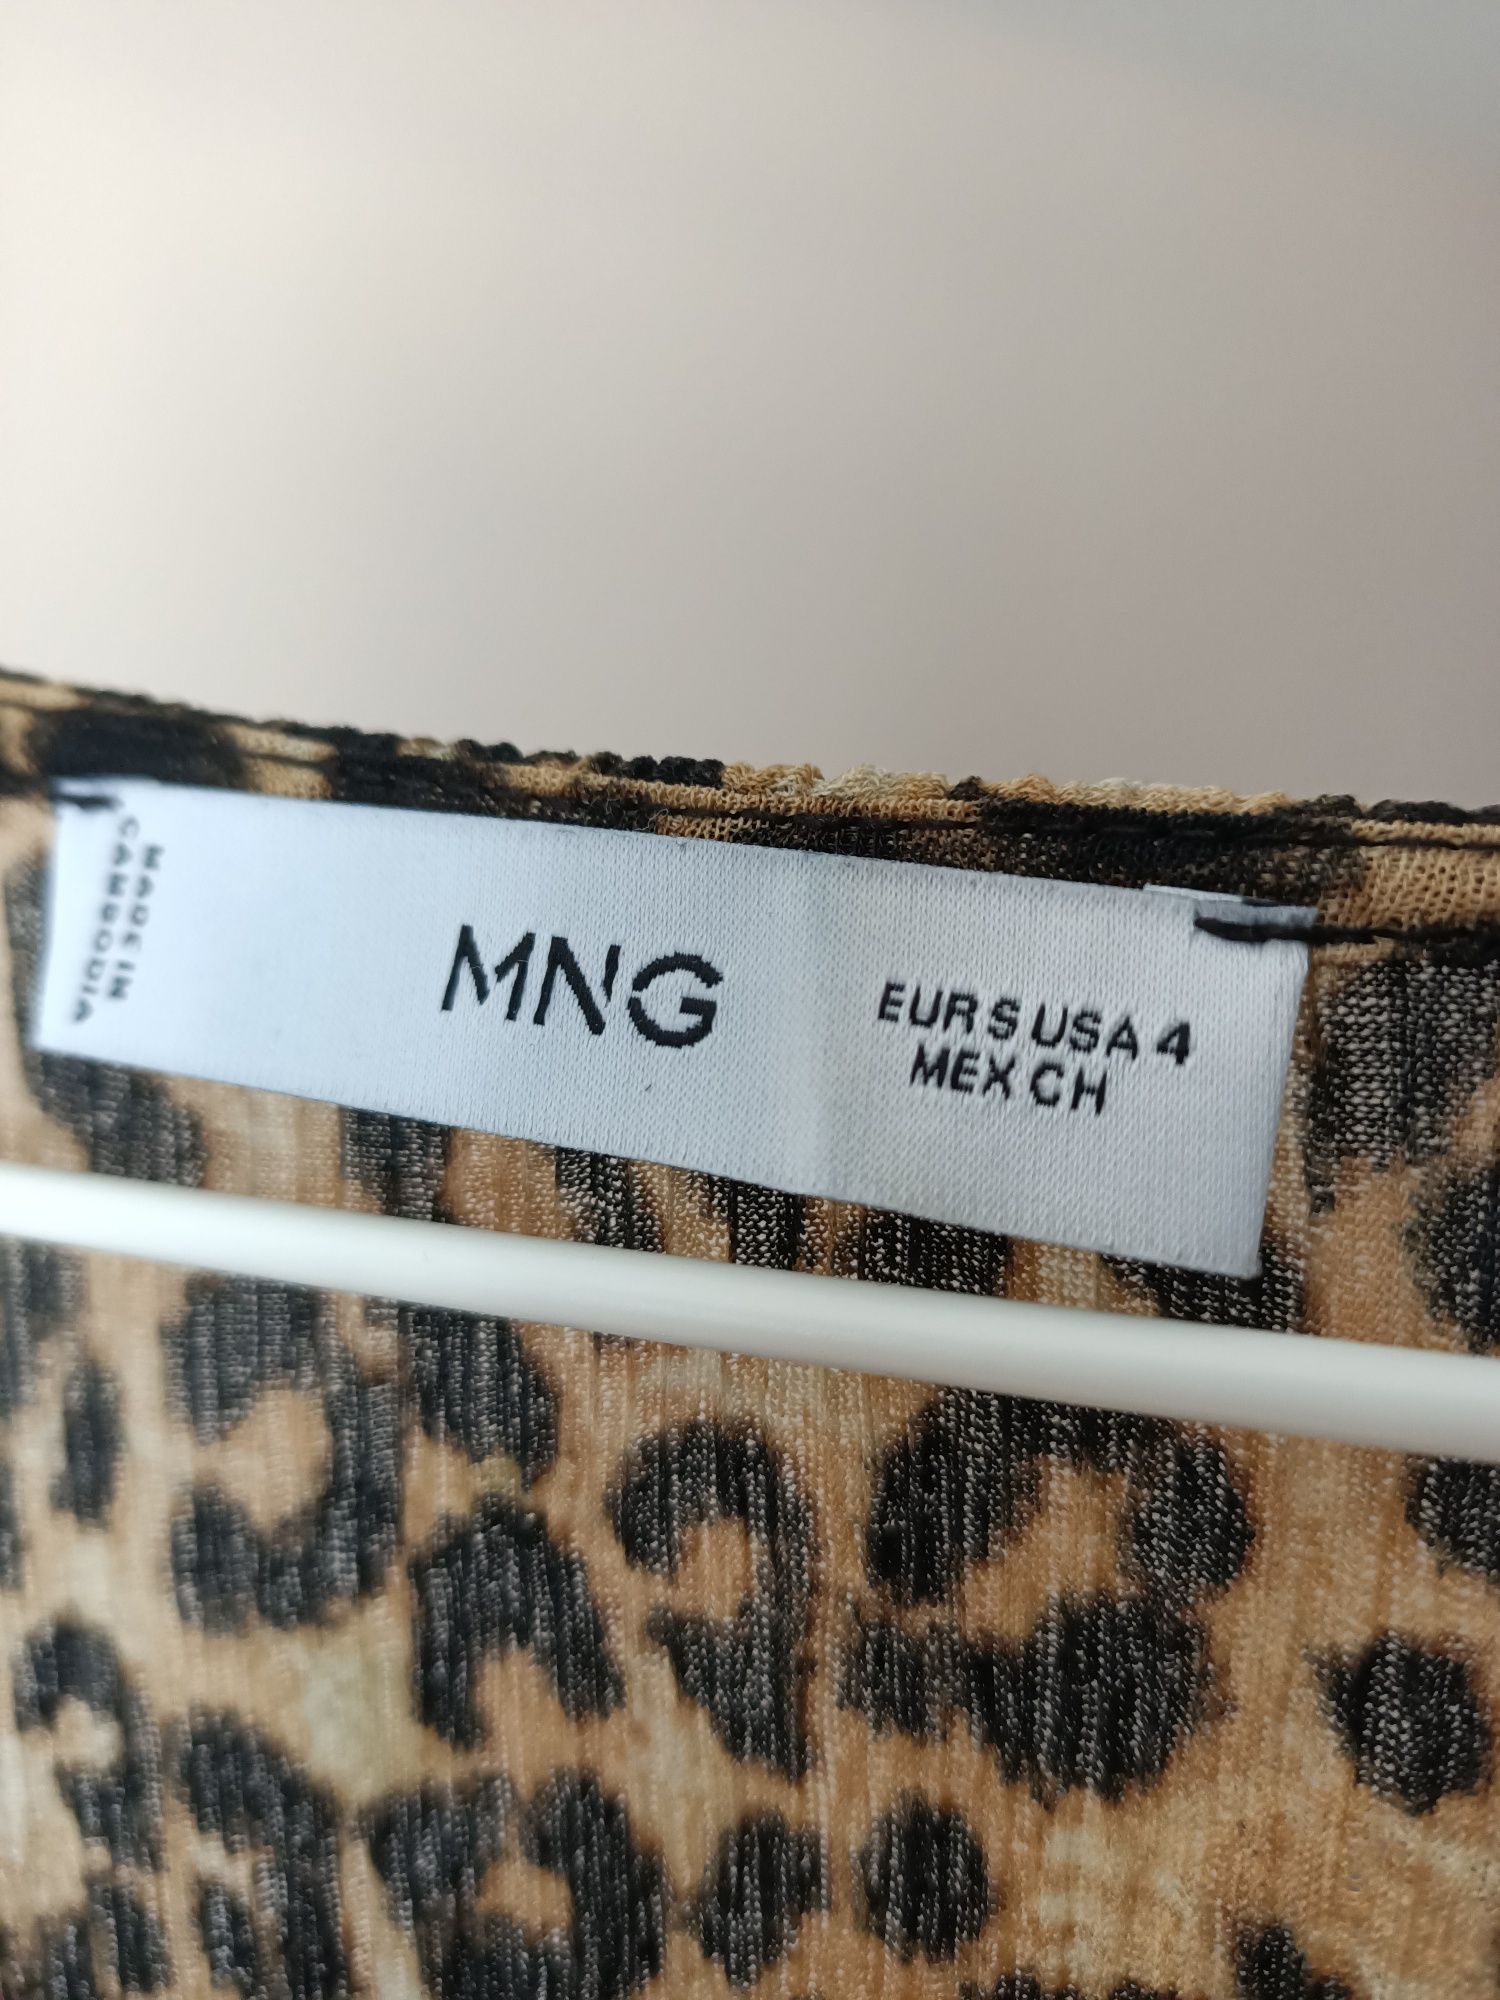 MADE IN
CAMBODIA
MNG
EUR S USA 4
MEX CH